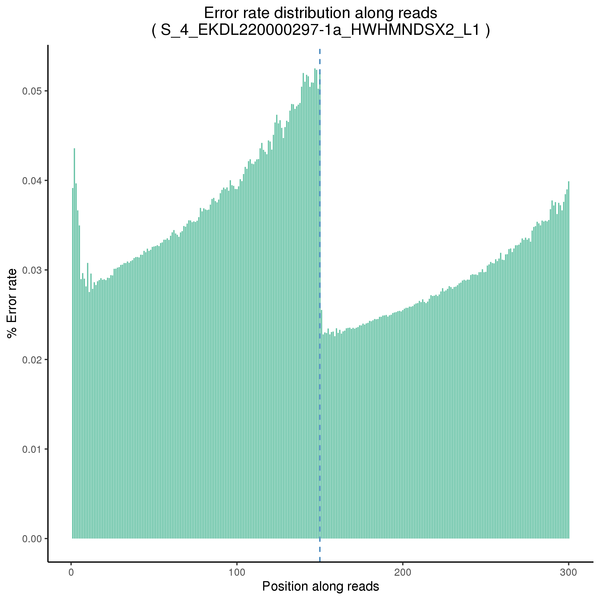 Error rate distribution along reads
( S_4_EKDL220000297-1a_HWHMNDSX2_L1 )
% Error rate
0.05
0.04
0.03
0.02
0.01
0.00
0 100 200 300
Position along reads